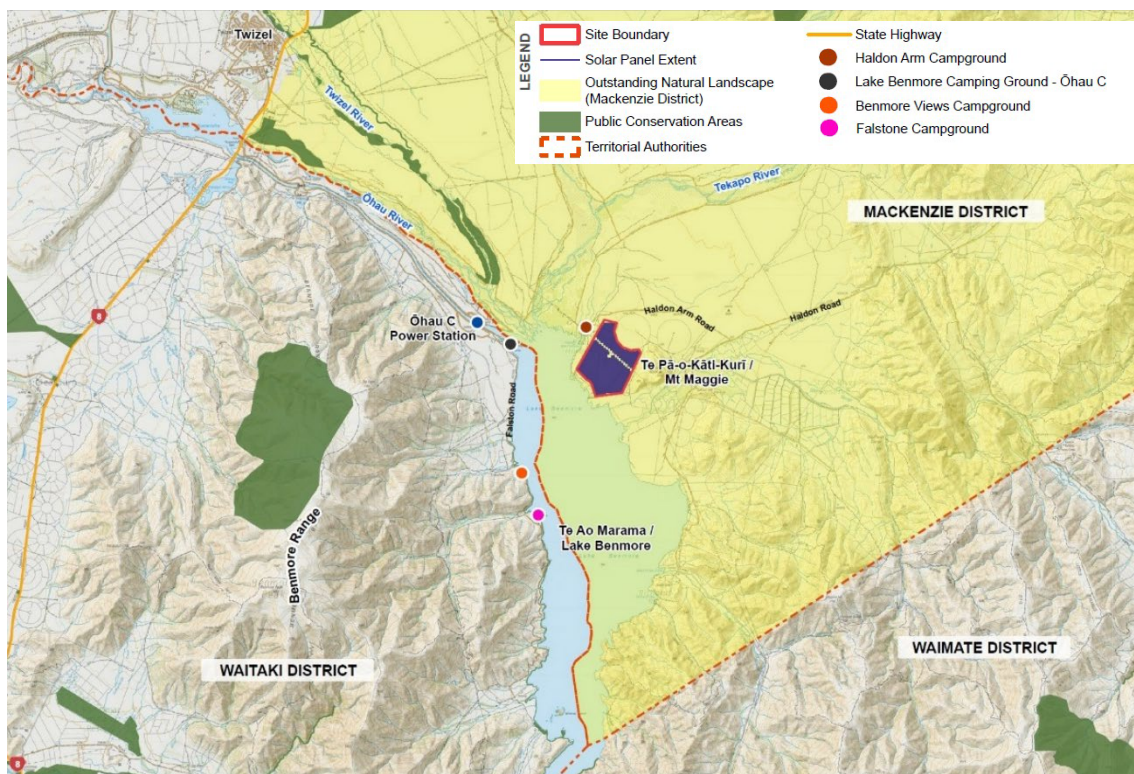 Twizel
LEGEND
Site Boundary
Solar Panel Extent
Outstanding Natural Landscape
(Mackenzie District)
Public Conservation Areas
Territorial Authorities
State Highway
Haldon Arm Campground
Lake Benmore Camping Ground - Ōhau C
Benmore Views Campground
Falstone Campground
Twizel River
Tekapo River
MACKENZIE DISTRICT
Ōhau River
8
Haldon Arm Road
Haldon Road
Ōhau C
Power Station
Te Pā-o-Kāti-Kurī /
Mt Maggie
Falston Road
Te Ao Marama /
Lake Benmore
Benmore Range
WAITAKI DISTRICT
WAIMATE DISTRICT
8